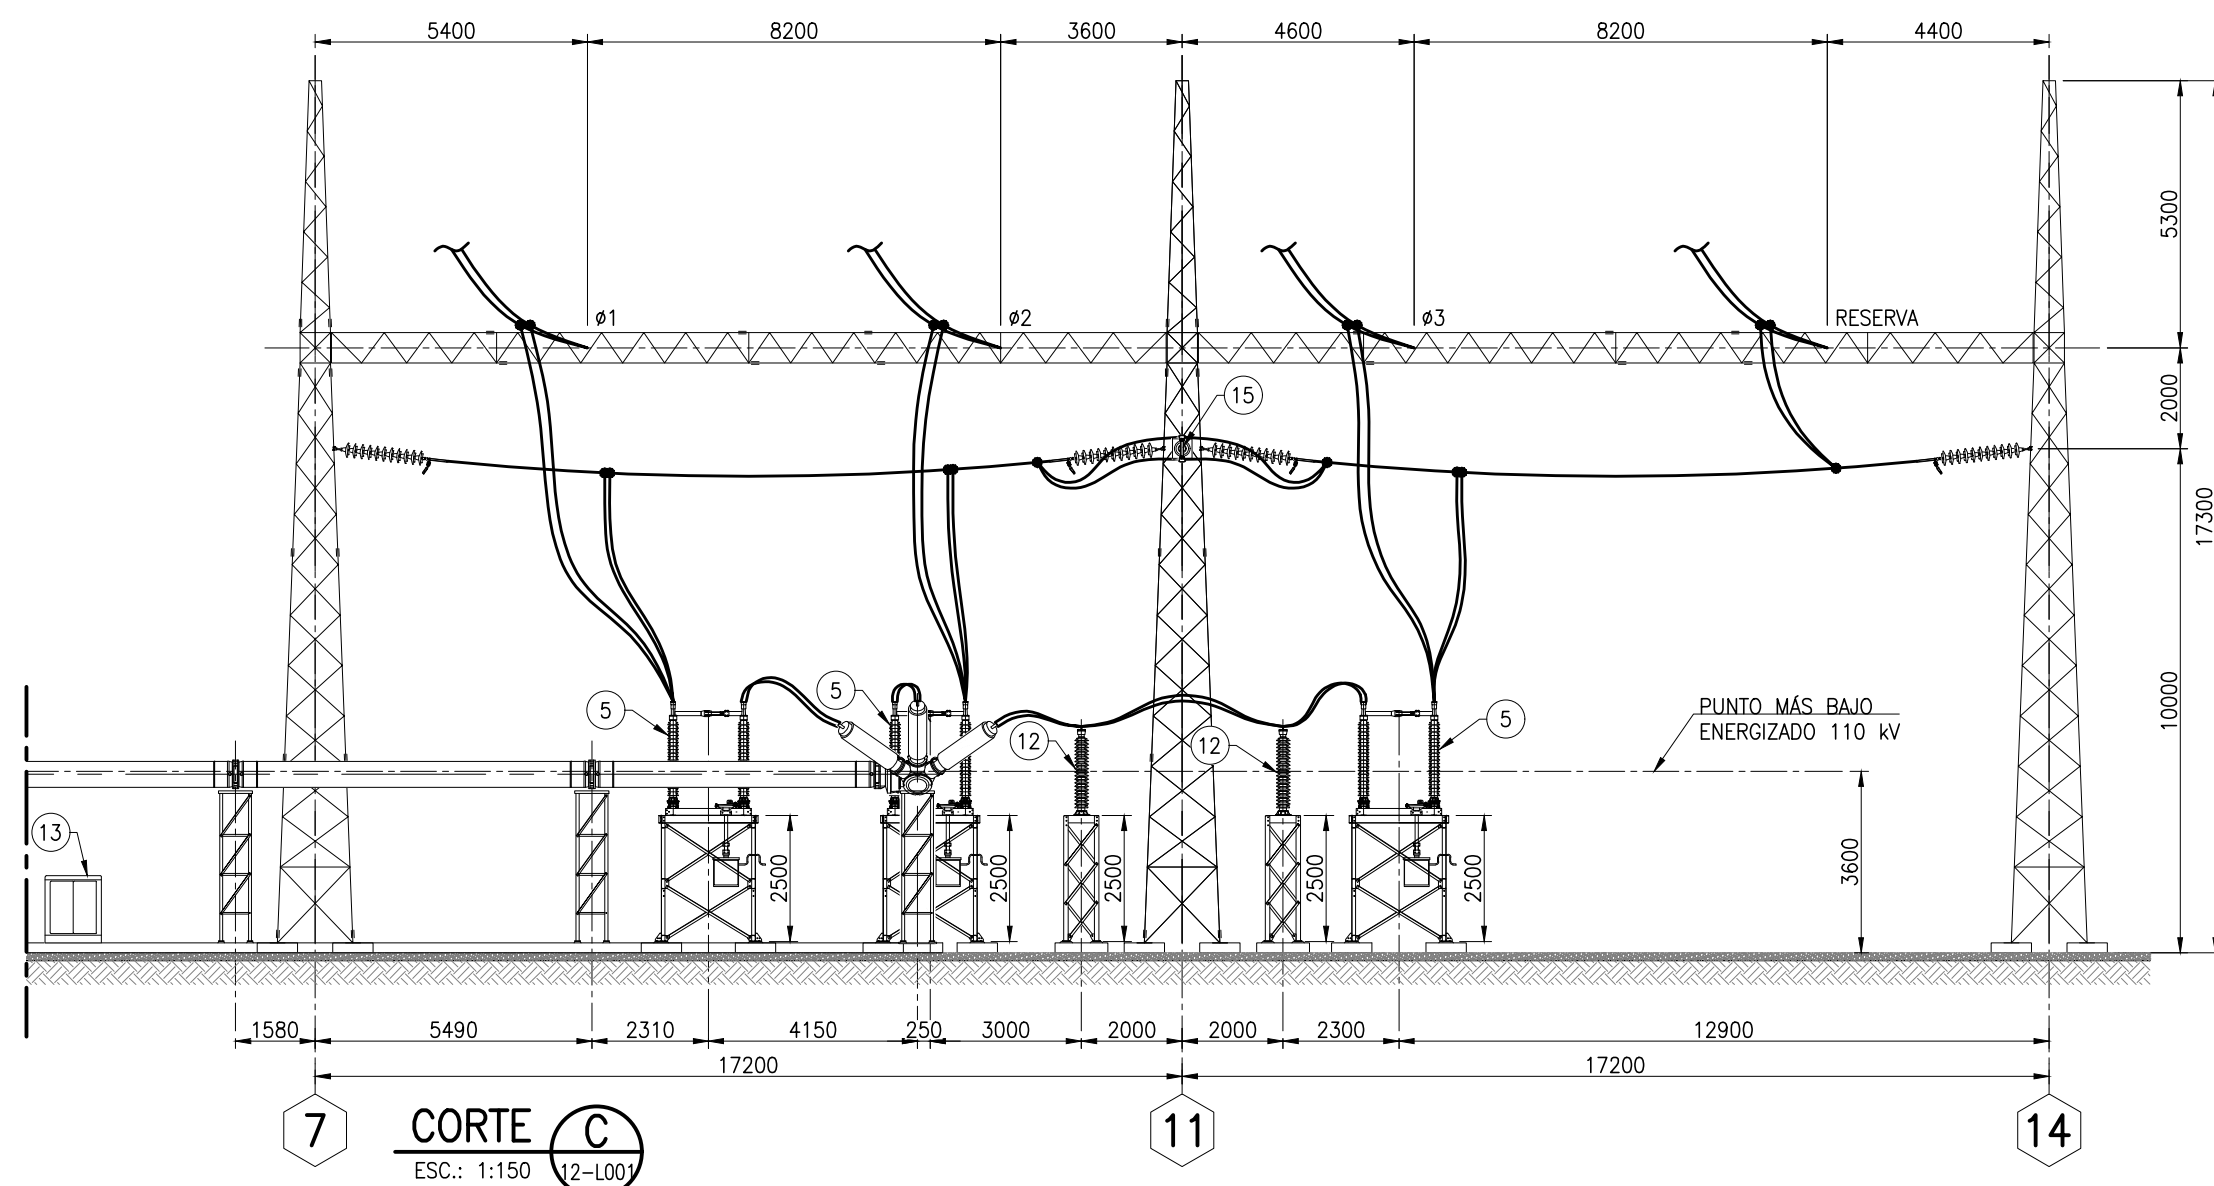 5400 8200 3600 4600 8200 4400
5300
ø1 ø2 ø3 RESERVA
15
2000
17300
5 5 5
PUNTO MÁS BAJO
ENERGIZADO 110 kV
10000
12 12
13
2500 2500 2500 2500 2500
3600
1580 5490 2310 4150 250 3000 2000 2000 2300 12900
17200 17200
7 11 14
CORTE C
ESC.: 1:150 12-L001